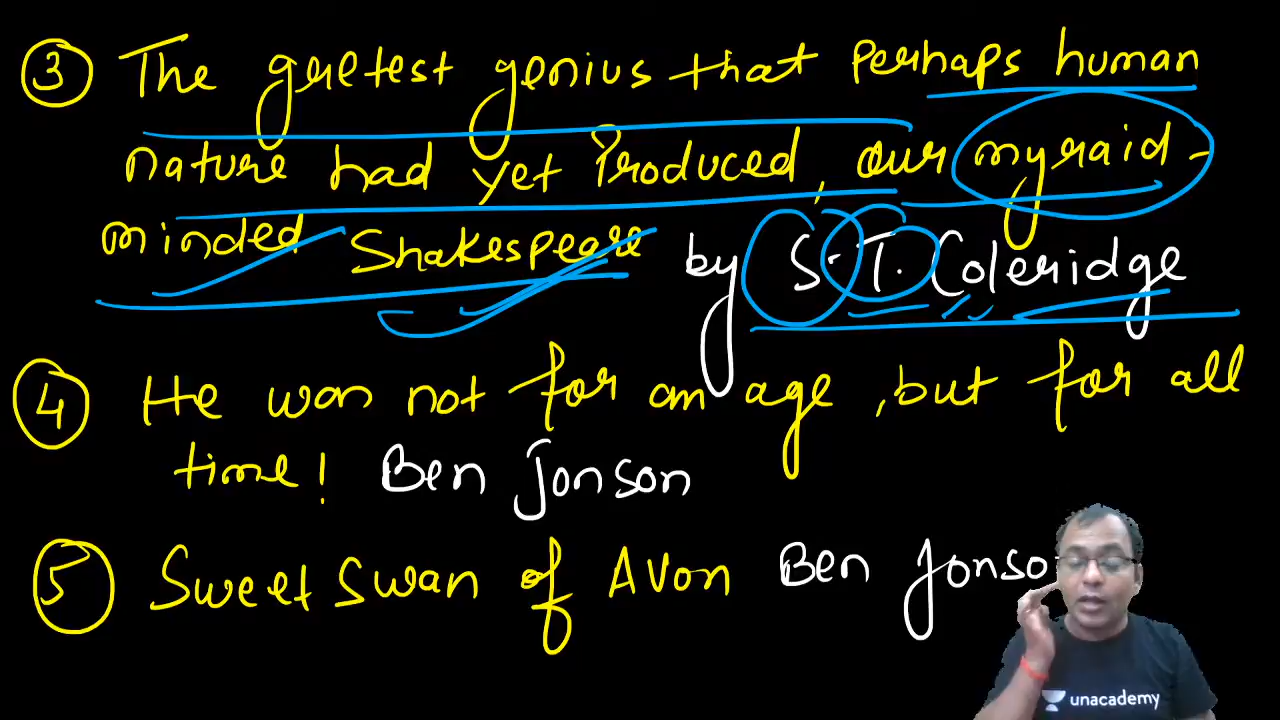 3 The gretest genius that perhaps human
nature had yet Produced, our myraid-
minded Shakespeare by S.T. Coleridge
4 He was not for an age, but for all
time! Ben Jonson
5 Sweet Swan of Avon Ben Jonso
unacademy